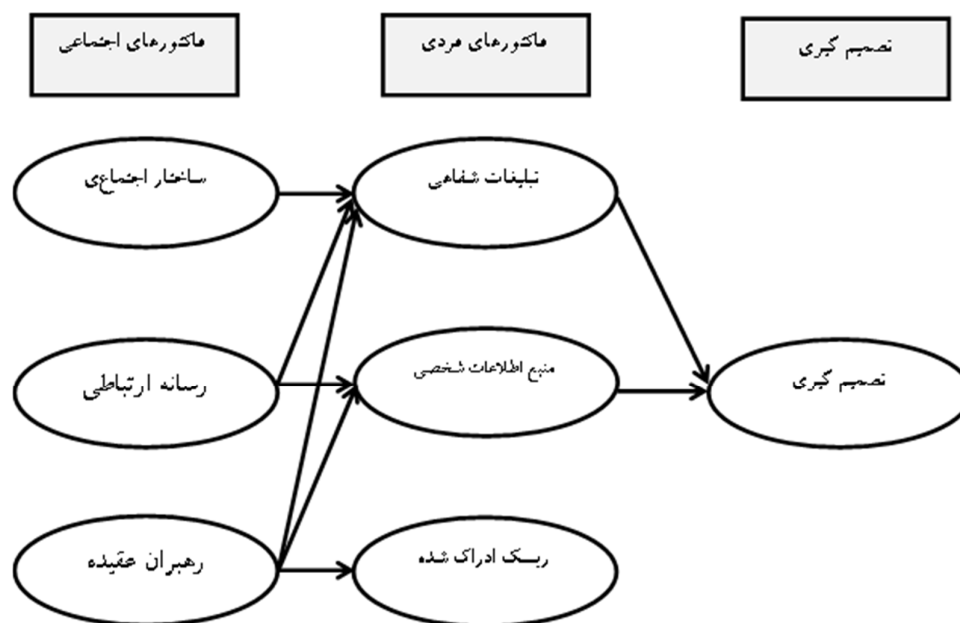 فاکتورهای اجتماعی
فاکتورهای فردی
تصمیم گیری
ساختار اجتماعی
تبلیغات شفاهی
رسانه ارتباطی
منبع اطلاعات شخصی
تصمیم گیری
رهبران عقیده
ریسک ادراک شده